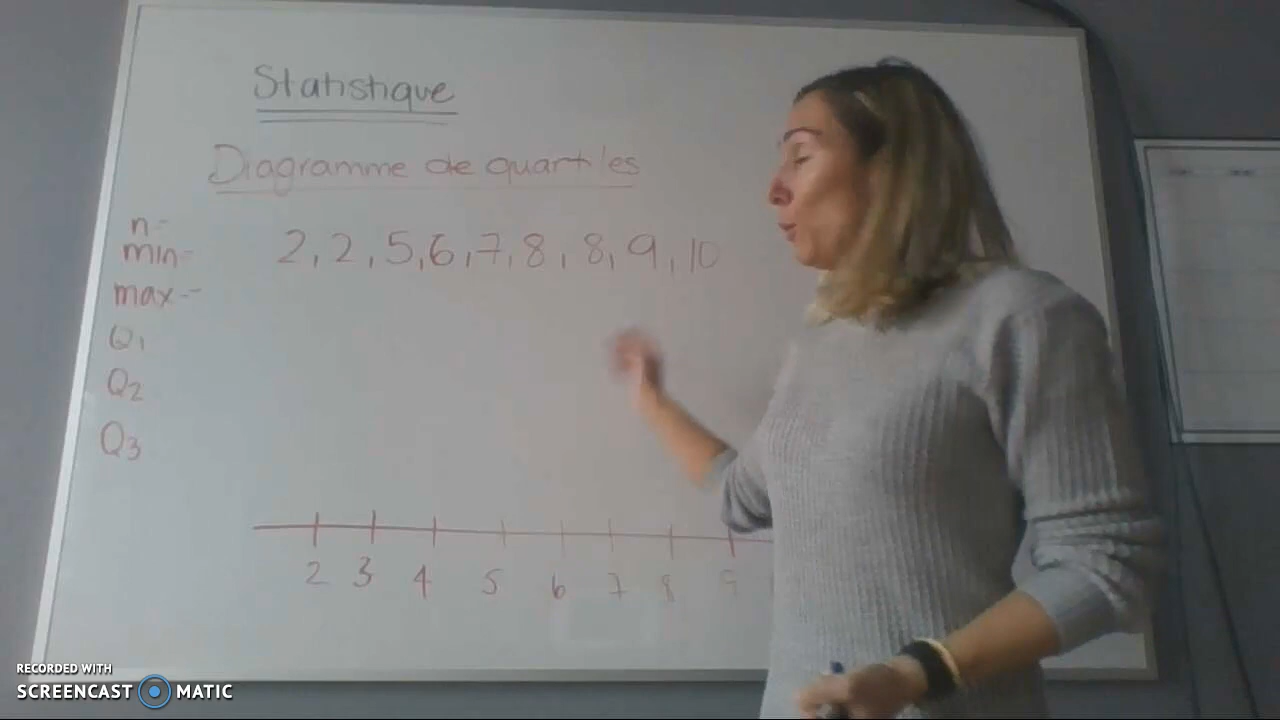 Statistique
Diagramme de quartiles
n=
min=
2, 2, 5, 6, 7, 8, 8, 9, 10
max=
Q1
Q2
Q3
2 3 4 5 6 7 8 9
RECORDED WITH
SCREENCAST MATIC